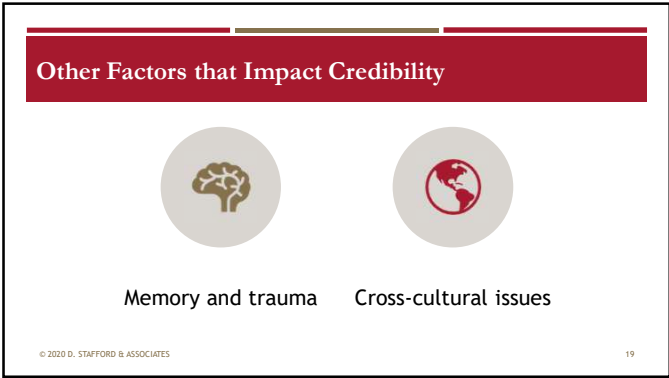 Other Factors that Impact Credibility
Memory and trauma
Cross-cultural issues
© 2020 D. STAFFORD & ASSOCIATES
19